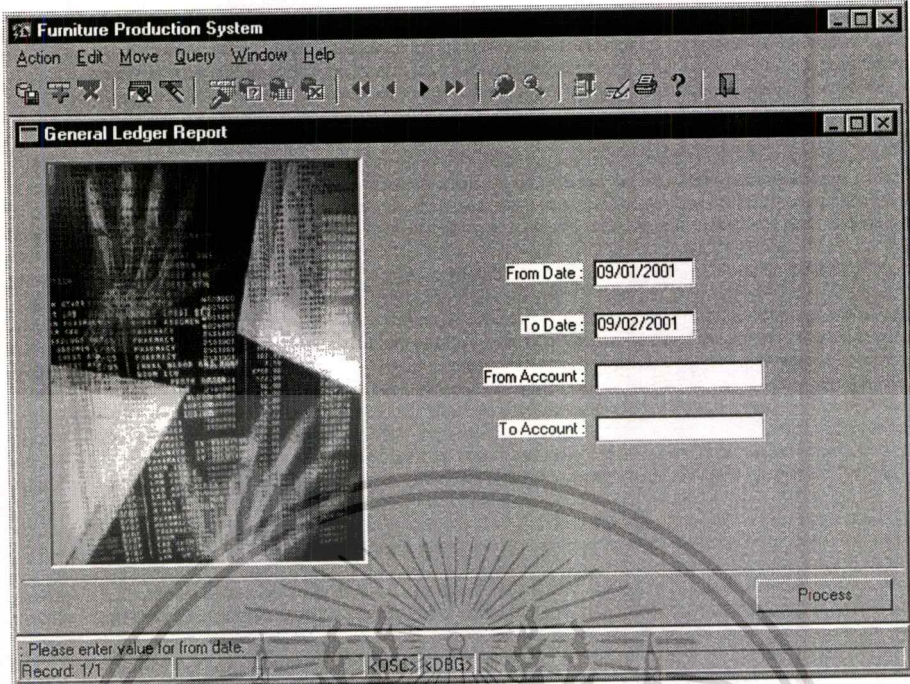 Furniture Production System
Action Edit Move Query Window Help
General Ledger Report
From Date : 09/01/2001
To Date : 09/02/2001
From Account :
To Account :
Process
: Please enter value for from date.
Record: 1/1 <OSC> <DBG>